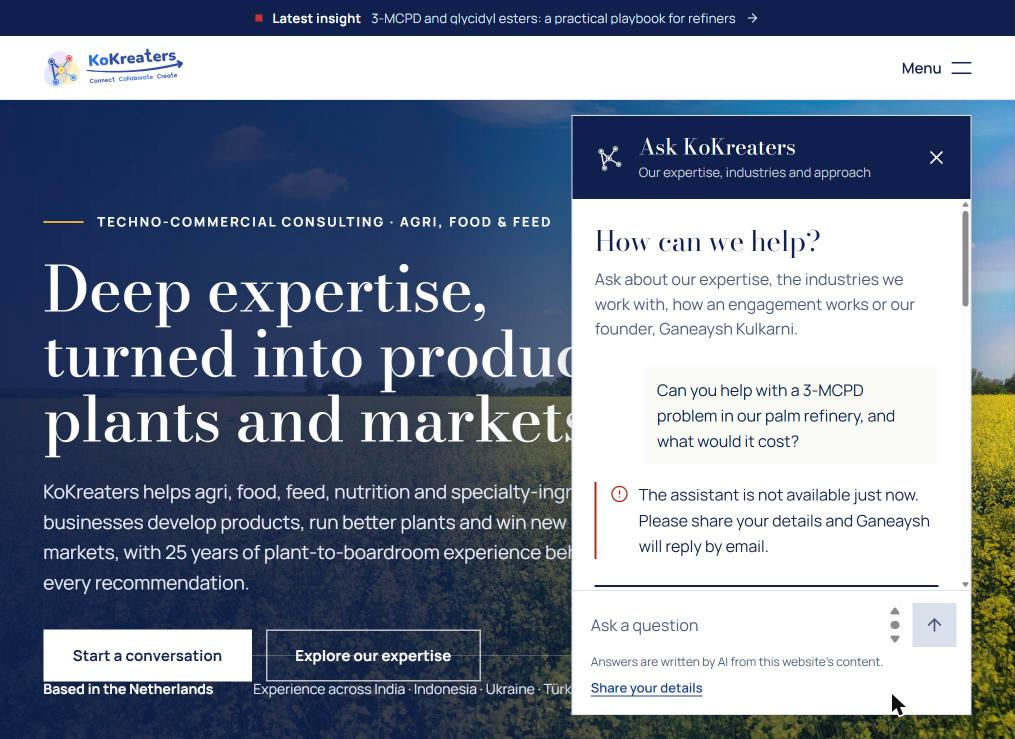 Latest insight 3-MCPD and glycidyl esters: a practical playbook for refiners →
KoKreaters
Connect Collaborate Create
Menu
TECHNO-COMMERCIAL CONSULTING · AGRI, FOOD & FEED
Deep expertise,
turned into produc
plants and markets
KoKreaters helps agri, food, feed, nutrition and specialty-ingr
businesses develop products, run better plants and win new
markets, with 25 years of plant-to-boardroom experience beh
every recommendation.
Start a conversation
Explore our expertise
Based in the Netherlands
Experience across India · Indonesia · Ukraine · Türk
Ask KoKreaters
Our expertise, industries and approach
How can we help?
Ask about our expertise, the industries we
work with, how an engagement works or our
founder, Ganeaysh Kulkarni.
Can you help with a 3-MCPD
problem in our palm refinery, and
what would it cost?
The assistant is not available just now.
Please share your details and Ganeaysh
will reply by email.
Ask a question
Answers are written by AI from this website's content.
Share your details